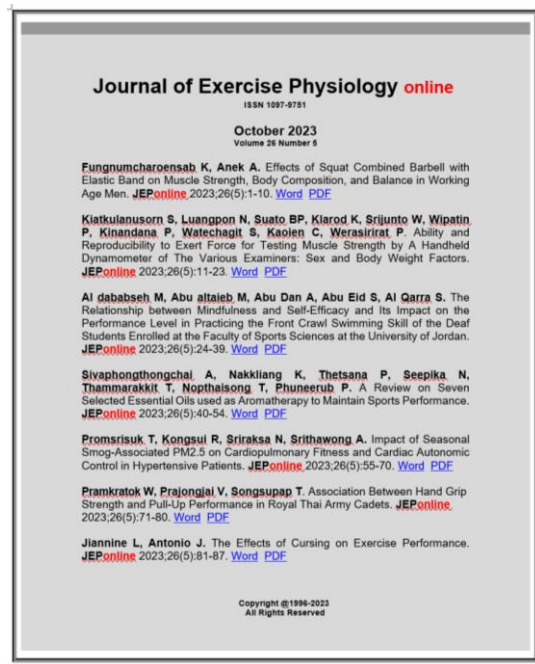 Journal of Exercise Physiology online
ISSN 1097-9751
October 2023
Volume 26 Number 5
Fungnumcharoensab K, Anek A. Effects of Squat Combined Barbell with
Elastic Band on Muscle Strength, Body Composition, and Balance in Working
Age Men. JEPonline 2023;26(5):1-10. Word PDF
Kiatkulanusorn S, Luangpon N, Suato BP, Klarod K, Srijunto W, Wipatin
P, Kinandana P, Watechagit S, Kaoien C, Werasirirat P. Ability and
Reproducibility to Exert Force for Testing Muscle Strength by A Handheld
Dynamometer of The Various Examiners: Sex and Body Weight Factors.
JEPonline 2023;26(5):11-23. Word PDF
Al dababseh M, Abu altaieb M, Abu Dan A, Abu Eid S, Al Qarra S. The
Relationship between Mindfulness and Self-Efficacy and Its Impact on the
Performance Level in Practicing the Front Crawl Swimming Skill of the Deaf
Students Enrolled at the Faculty of Sports Sciences at the University of Jordan.
JEPonline 2023;26(5):24-39. Word PDF
Sivaphongthongchai A, Nakkliang K, Thetsana P, Seepika N,
Thammarakkit T, Nopthaisong T, Phuneerub P. A Review on Seven
Selected Essential Oils used as Aromatherapy to Maintain Sports Performance.
JEPonline 2023;26(5):40-54. Word PDF
Promsrisuk T, Kongsui R, Sriraksa N, Srithawong A. Impact of Seasonal
Smog-Associated PM2.5 on Cardiopulmonary Fitness and Cardiac Autonomic
Control in Hypertensive Patients. JEPonline 2023;26(5):55-70. Word PDF
Pramkratok W, Prajongjai V, Songsupap T. Association Between Hand Grip
Strength and Pull-Up Performance in Royal Thai Army Cadets. JEPonline
2023;26(5):71-80. Word PDF
Jiannine L, Antonio J. The Effects of Cursing on Exercise Performance.
JEPonline 2023;26(5):81-87. Word PDF
Copyright @1996-2023
All Rights Reserved